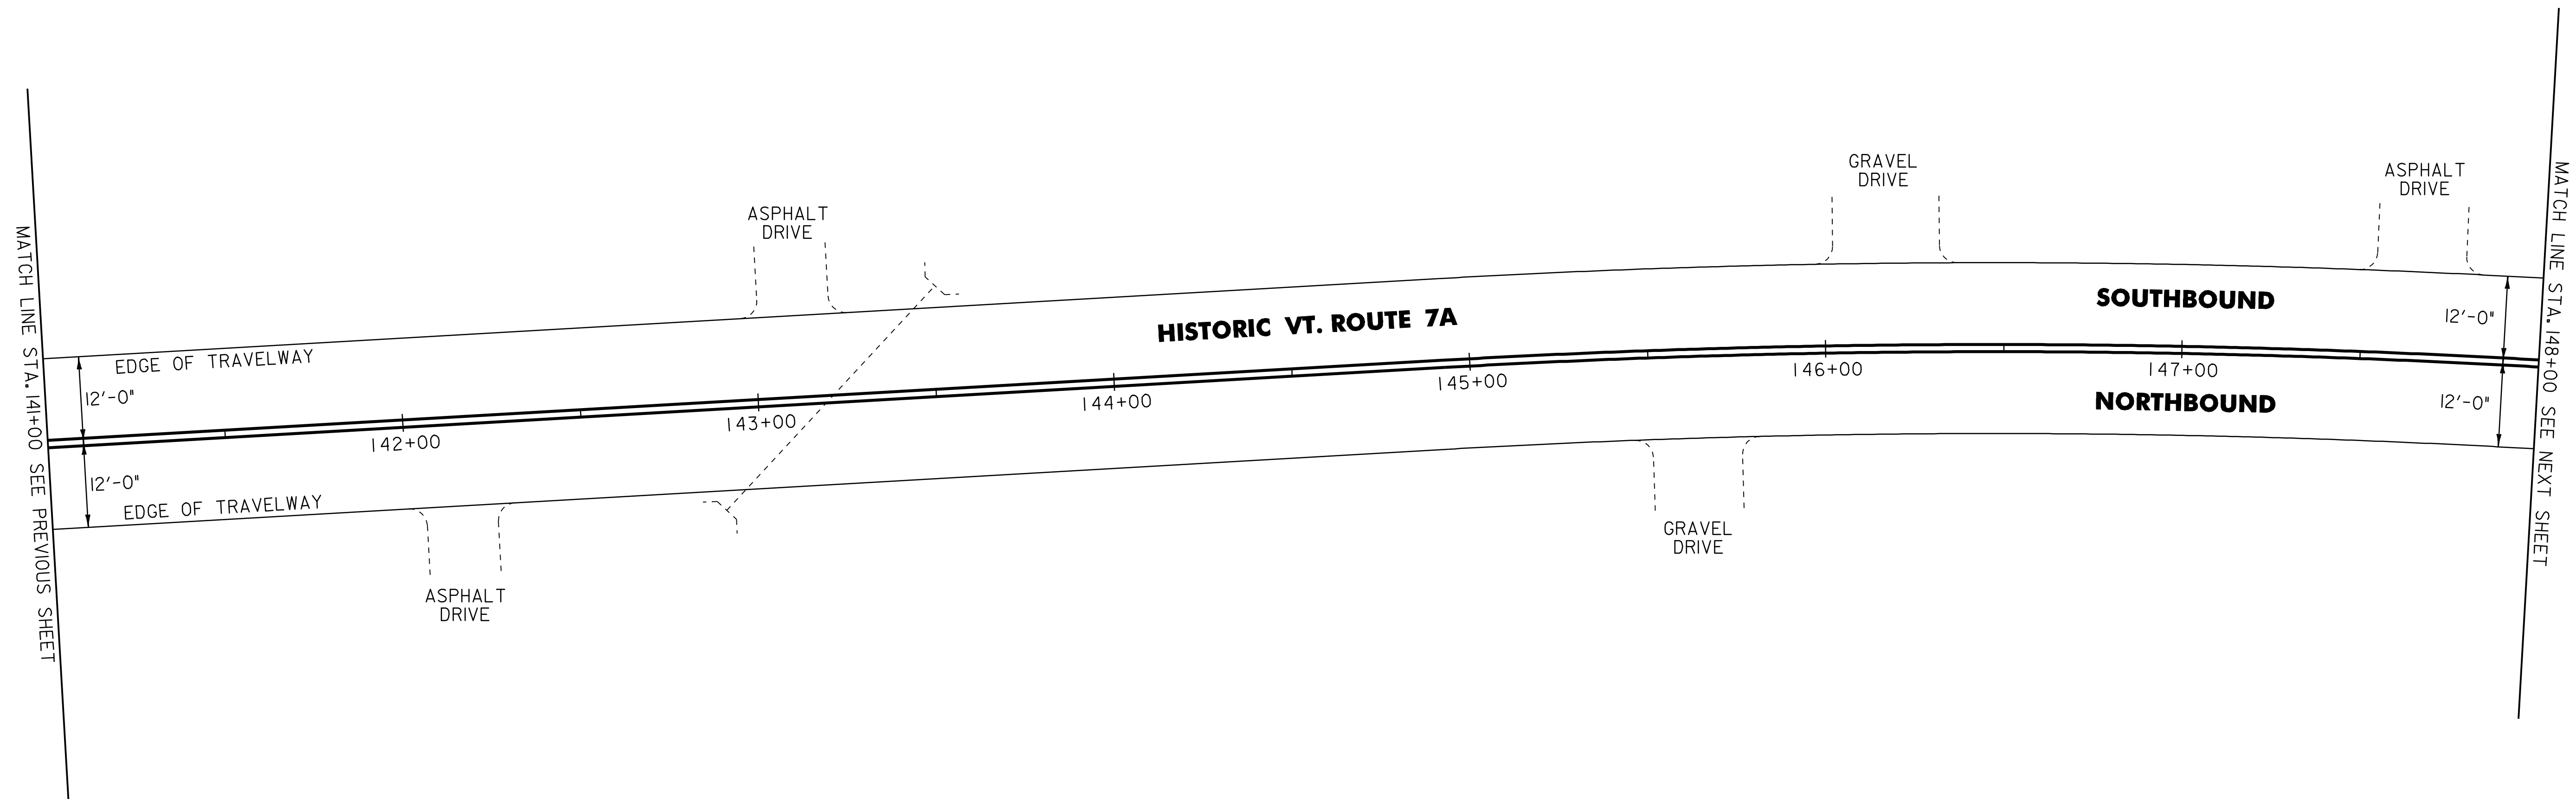 MATCH LINE STA. 141+00 SEE PREVIOUS SHEET
EDGE OF TRAVELWAY
12'-0"
12'-0"
EDGE OF TRAVELWAY
142+00
ASPHALT
DRIVE
ASPHALT
DRIVE
143+00
144+00
HISTORIC VT. ROUTE 7A
145+00
GRAVEL
DRIVE
GRAVEL
DRIVE
146+00
147+00
SOUTHBOUND
NORTHBOUND
ASPHALT
DRIVE
12'-0"
12'-0"
MATCH LINE STA. 148+00 SEE NEXT SHEET